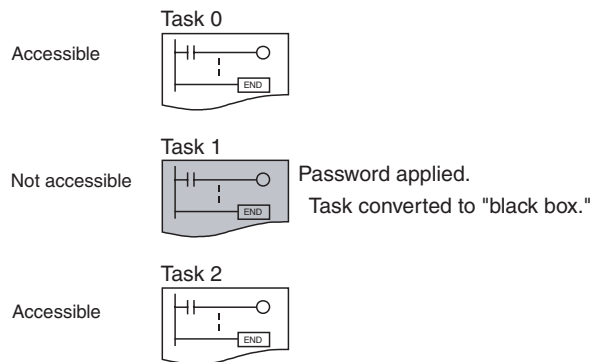 Task 0
Accessible
END
Task 1
Not accessible
Password applied.
Task converted to "black box."
END
Task 2
Accessible
END